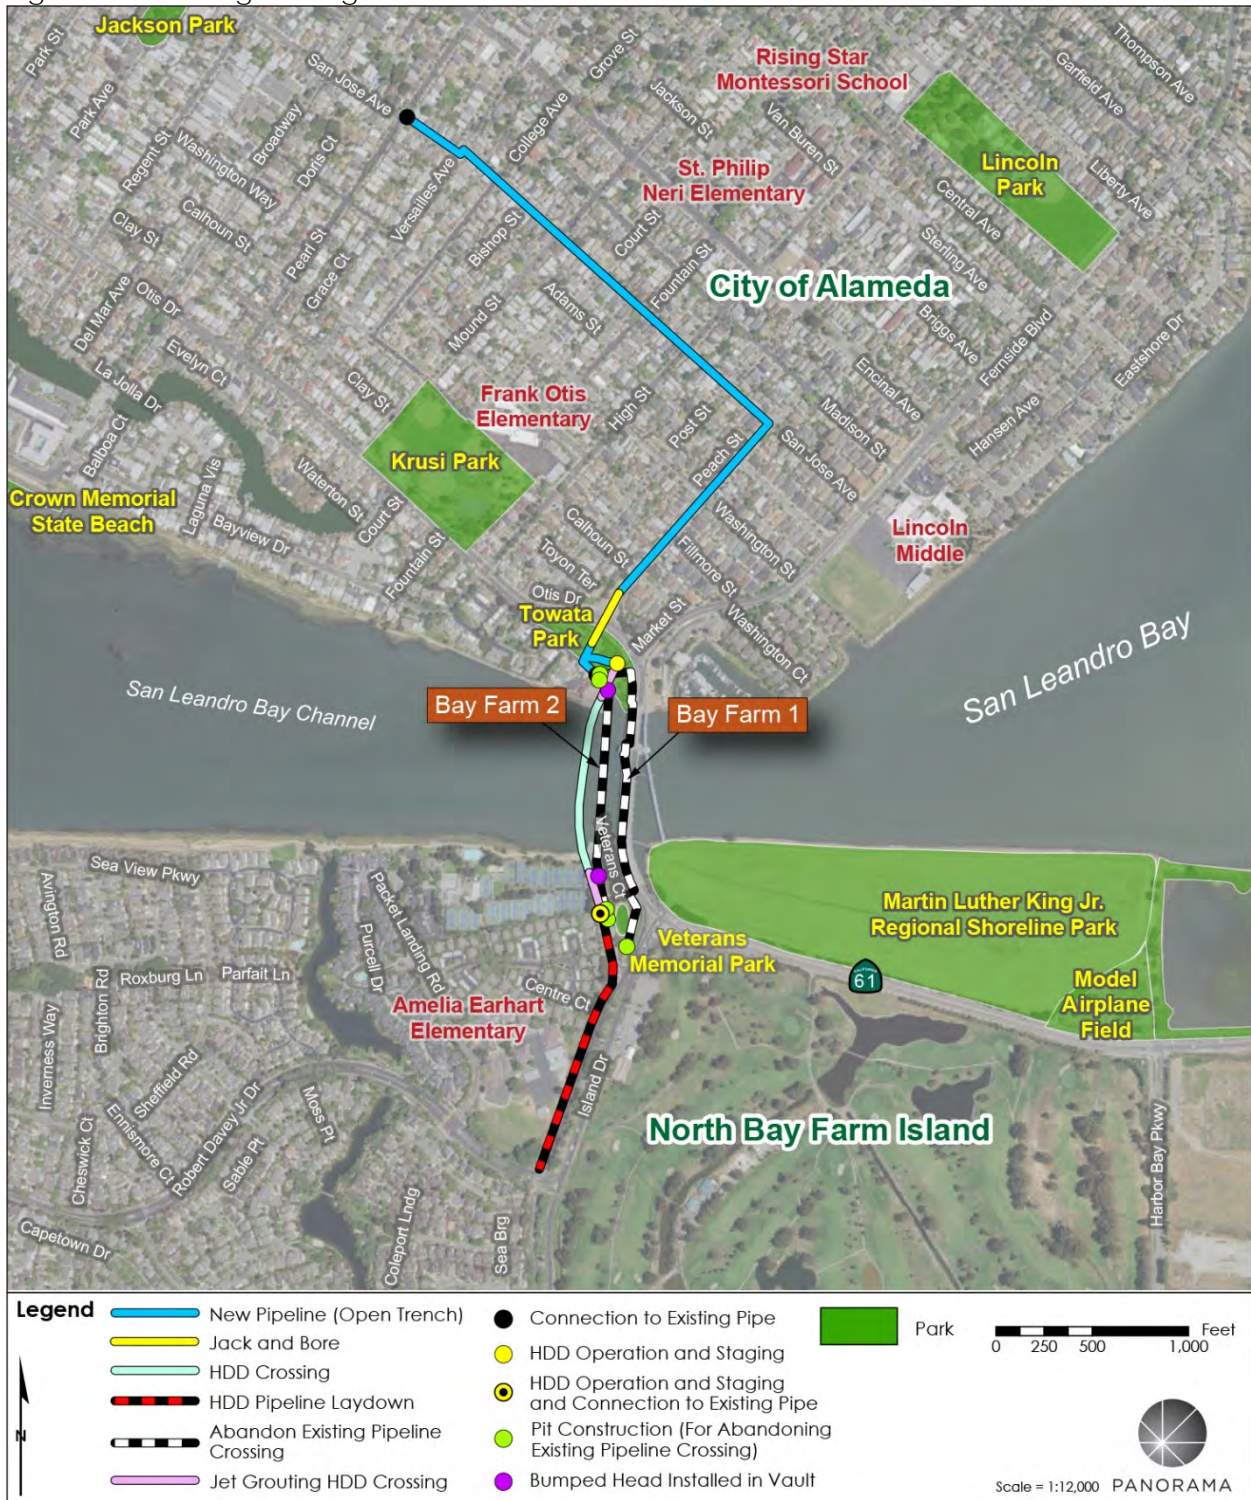 Jackson Park
Park St
San Jose Ave
Grove St
Thompson Ave
Garfield Ave
Rising Star
Montessori School
Park Ave
Broadway
College Ave
Jackson St
Van Buren St
Regent St
Washington Way
Doris Ct
Versailles Ave
St. Philip
Neri Elementary
Lincoln
Park
Liberty Ave
Central Ave
Clay St
Calhoun St
Pearl St
Grace Ct
Bishop St
Court St
Fountain St
Sterling Ave
City of Alameda
Del Mar Ave
Otis Dr
Mound St
Adams St
Briggs Ave
Fernside Blvd
Eastshore Dr
Evelyn Ct
La Jolla Dr
Clay St
Frank Otis
Elementary
High St
Post St
Encinal Ave
Madison St
Hansen Ave
Balboa Ct
Krusi Park
Peach St
San Jose Ave
Crown Memorial
State Beach
Laguna Vis
Bayview Dr
Waterton St
Court St
Fountain St
Calhoun St
Toyon Ter
Otis Dr
Fillmore St
Washington St
Lincoln
Middle
Towata
Park
Market St
Washington Ct
San Leandro Bay
San Leandro Bay Channel
Bay Farm 2
Bay Farm 1
Veterans Ct
Sea View Pkwy
Avington Rd
Packet Landing Rd
Purcell Dr
Martin Luther King Jr.
Regional Shoreline Park
Veterans
Memorial Park
CALIFORNIA
61
Model
Airplane
Field
Roxburg Ln
Parfait Ln
Centre Ct
Amelia Earhart
Elementary
Inverness Way
Brighton Rd
Sheffield Rd
Ennismore Ct
Robert Davey Jr Dr
Moss Pt
Sable Pt
Island Dr
North Bay Farm Island
Cheswick Ct
Capetown Dr
Coleport Lndg
Sea Brg
Harbor Bay Pkwy
Legend
New Pipeline (Open Trench)
Jack and Bore
HDD Crossing
HDD Pipeline Laydown
Abandon Existing Pipeline
Crossing
Jet Grouting HDD Crossing
Connection to Existing Pipe
HDD Operation and Staging
HDD Operation and Staging
and Connection to Existing Pipe
Pit Construction (For Abandoning
Existing Pipeline Crossing)
Bumped Head Installed in Vault
Park
Feet
0 250 500 1,000
N
Scale = 1:12,000
PANORAMA